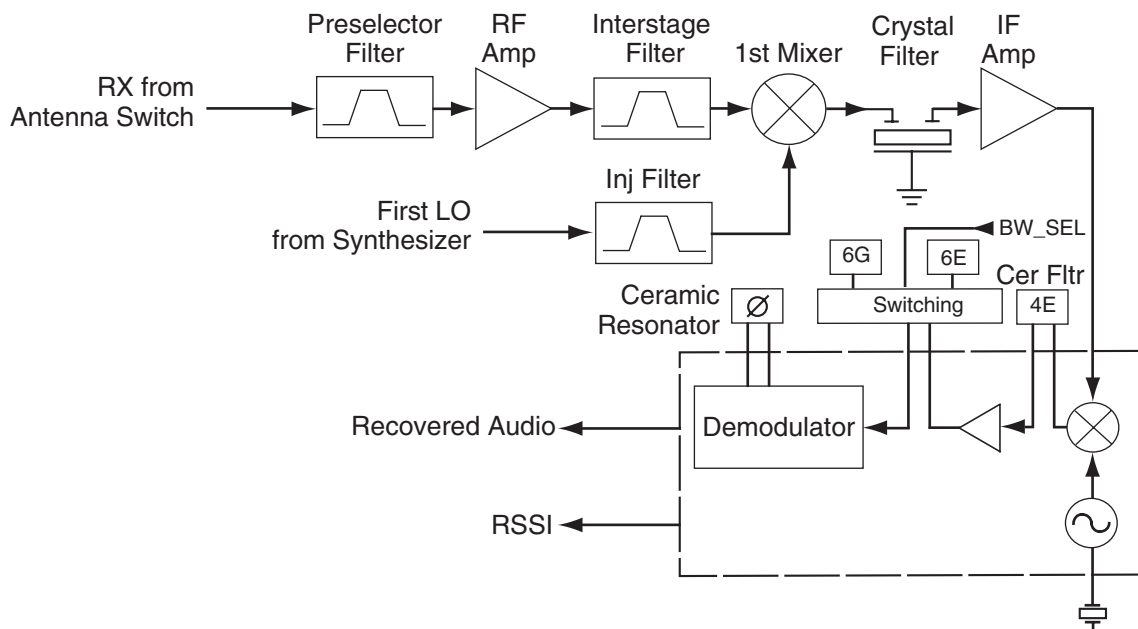 Preselector
Filter
RF
Amp
Interstage
Filter
1st Mixer
Crystal
Filter
IF
Amp
RX from
Antenna Switch
Inj Filter
First LO
from Synthesizer
BW_SEL
6G
6E
Cer Fltr
Ceramic
Resonator
Switching
4E
Recovered Audio
Demodulator
RSSI